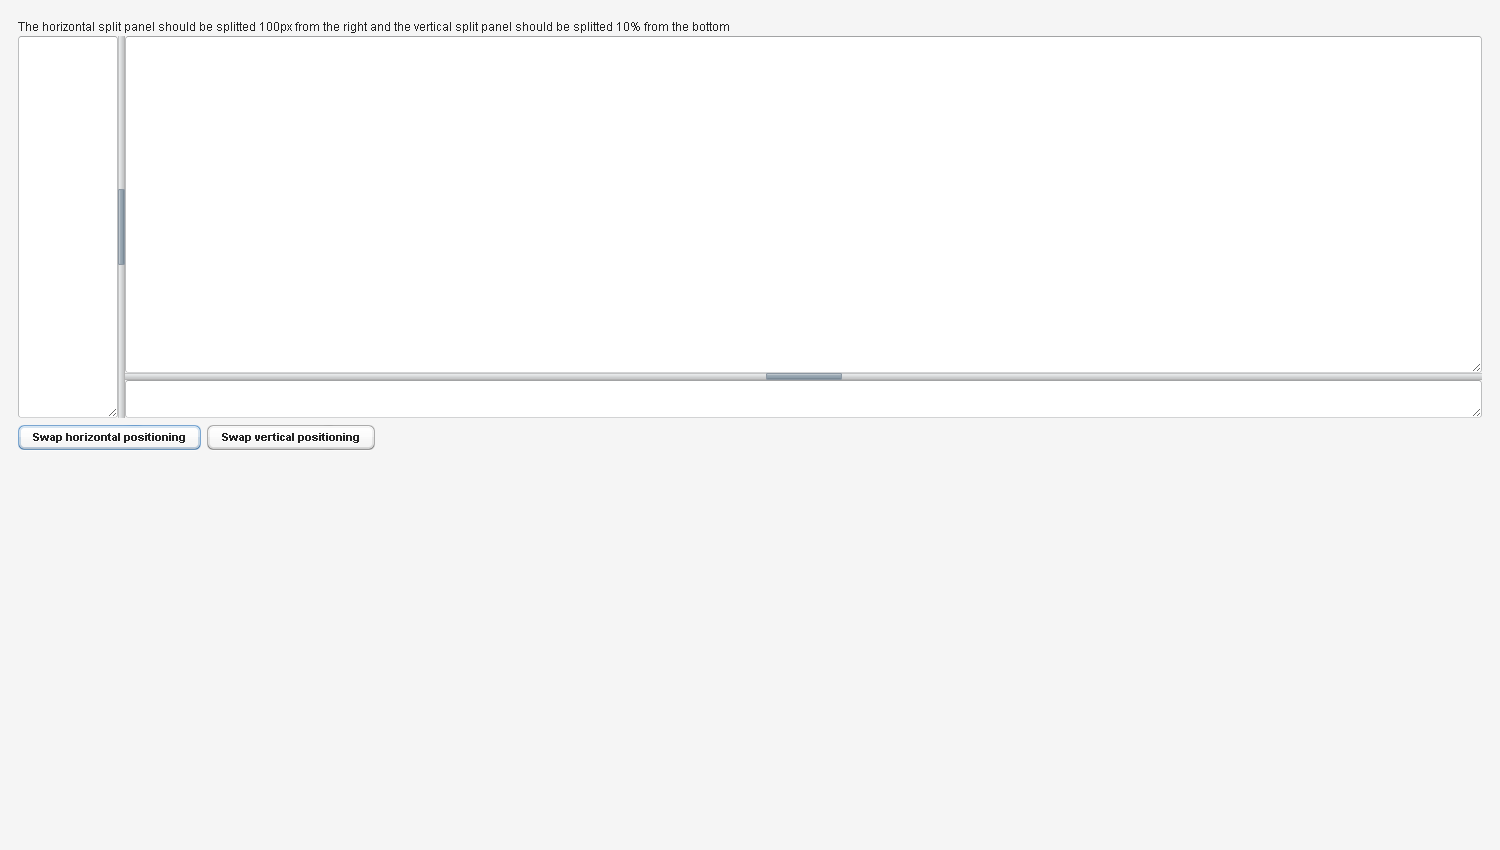 The horizontal split panel should be splitted 100px from the right and the vertical split panel should be splitted 10% from the bottom
Swap horizontal positioning
Swap vertical positioning